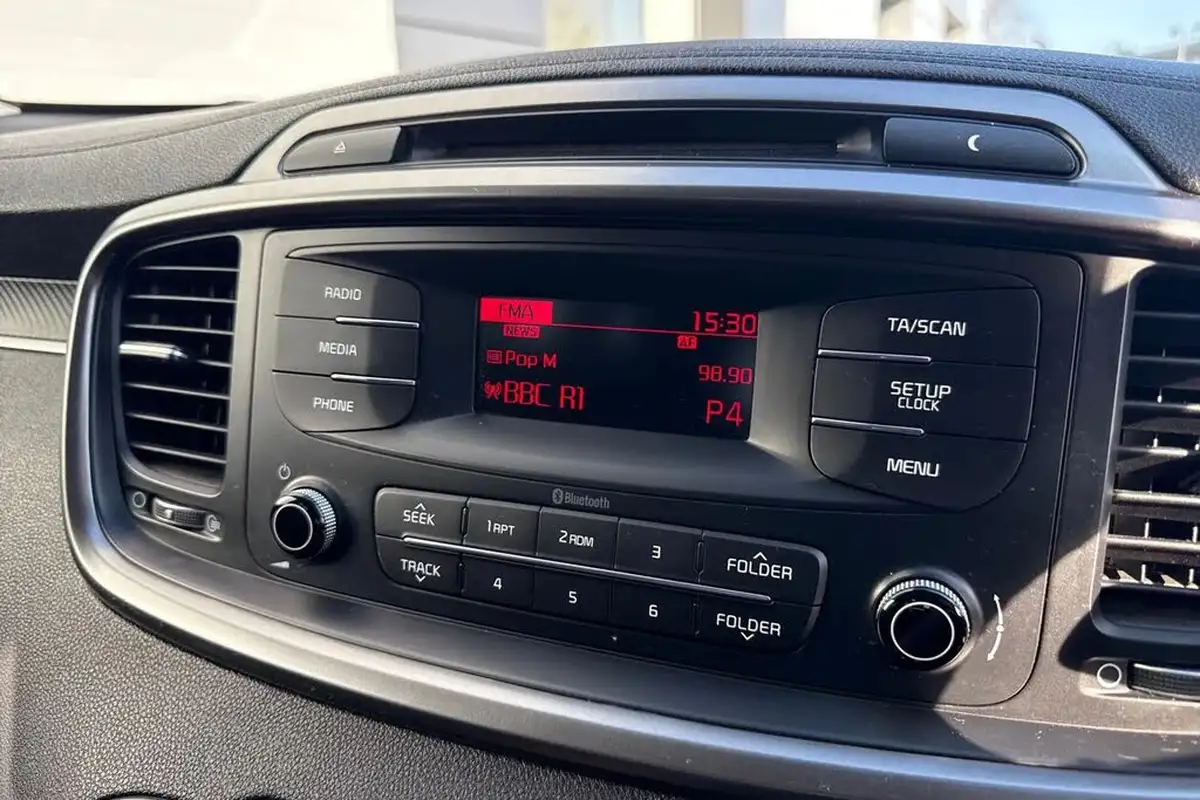 RADIO
MEDIA
PHONE
FMA
15:30
NEWS
AF
Pop M
98.90
BBC R1
P4
TA/SCAN
SETUP
CLOCK
MENU
Bluetooth
SEEK
1 RPT
2 RDM
3
FOLDER
TRACK
4
5
6
FOLDER